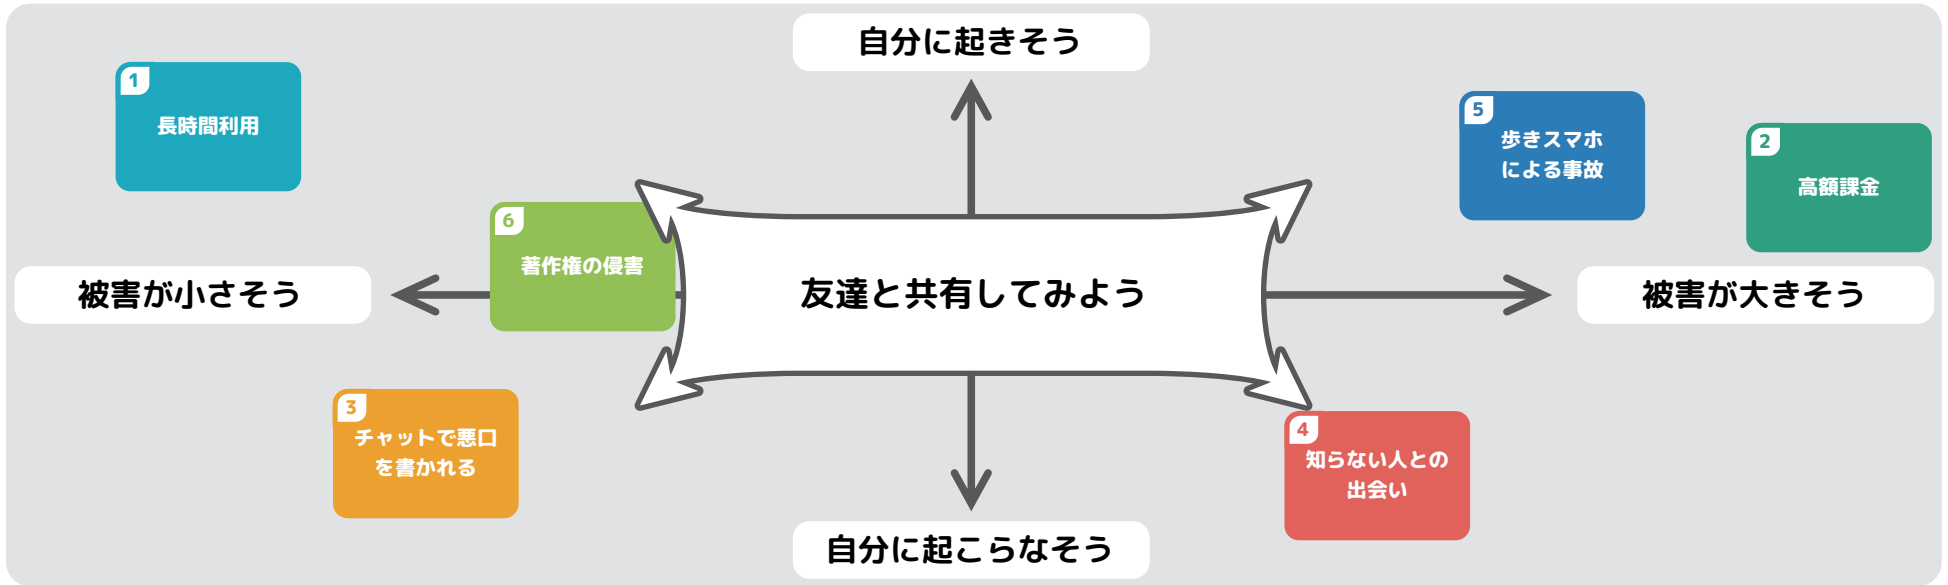 自分に起きそう
1
長時間利用
5
歩きスマホ
による事故
2
高額課金
6
著作権の侵害
被害が小さそう
友達と共有してみよう
被害が大きそう
3
チャットで悪口
を書かれる
4
知らない人との
出会い
自分に起こらなそう